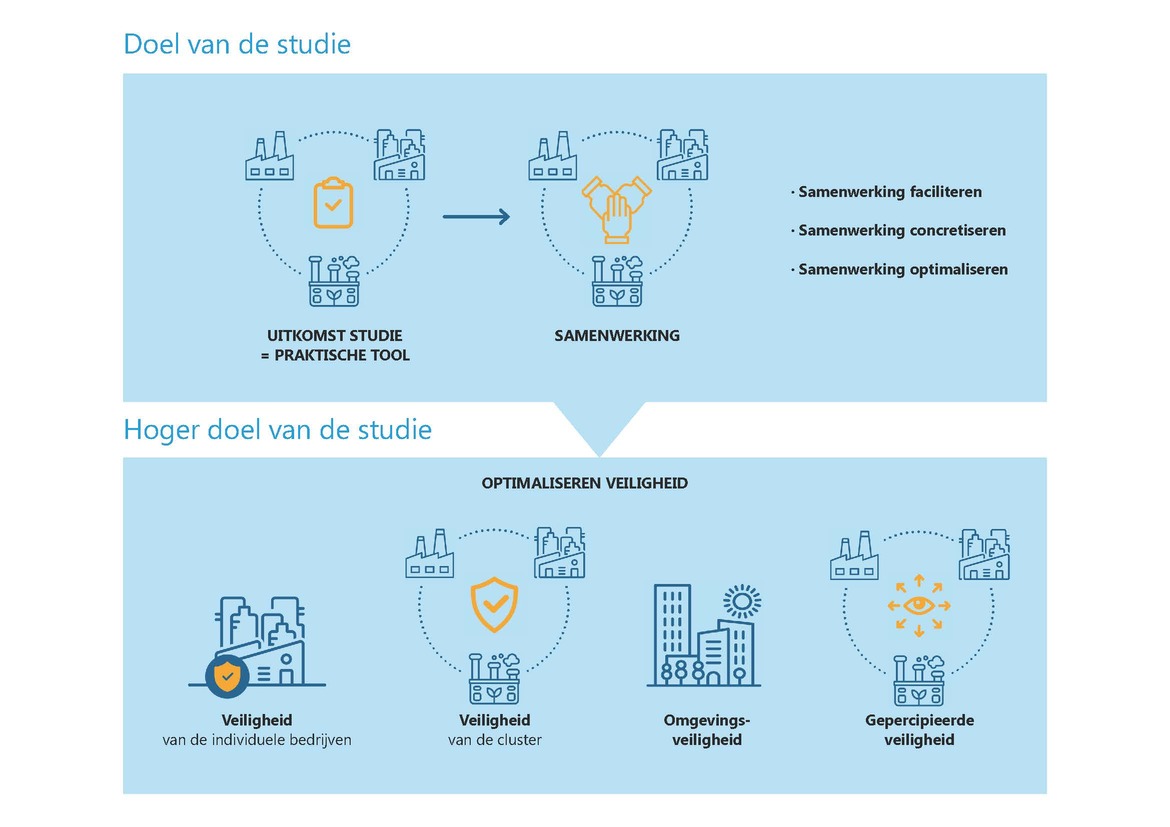 Doel van de studie
UITKOMST STUDIE
= PRAKTISCHE TOOL
SAMENWERKING
· Samenwerking faciliteren
· Samenwerking concretiseren
· Samenwerking optimaliseren
Hoger doel van de studie
OPTIMALISEREN VEILIGHEID
Veiligheid
van de individuele bedrijven
Veiligheid
van de cluster
Omgevings-
veiligheid
Gepercipieerde
veiligheid